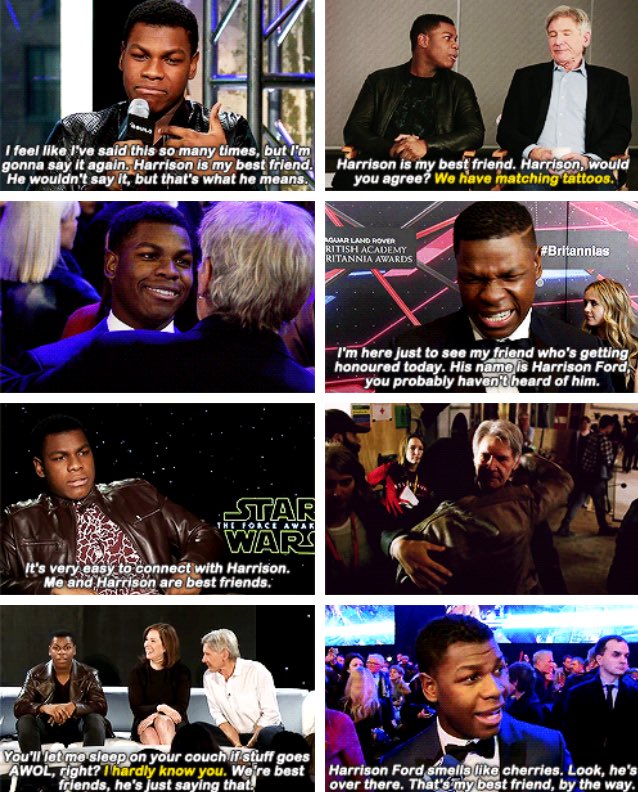 I feel like I've said this so many times, but I'm
gonna say it again. Harrison is my best friend.
He wouldn't say it, but that's what he means.
Harrison is my best friend. Harrison, would
you agree? We have matching tattoos.
JAGUAR LAND ROVER
BRITISH ACADEMY
BRITANNIA AWARDS
#Britannias
I'm here just to see my friend who's getting
honoured today. His name is Harrison Ford,
you probably haven't heard of him.
STAR
THE FORCE AWAK
WARS
It's very easy to connect with Harrison.
Me and Harrison are best friends.
You'll let me sleep on your couch if stuff goes
AWOL, right? I hardly know you. We're best
friends, he's just saying that.
Harrison Ford smells like cherries. Look, he's
over there. That's my best friend, by the way.